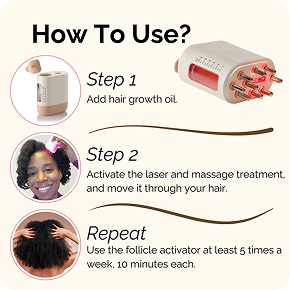 How To Use?
Step 1
Add hair growth oil.
Step 2
Activate the laser and massage treatment,
and move it through your hair.
Repeat
Use the follicle activator at least 5 times a
week, 10 minutes each.